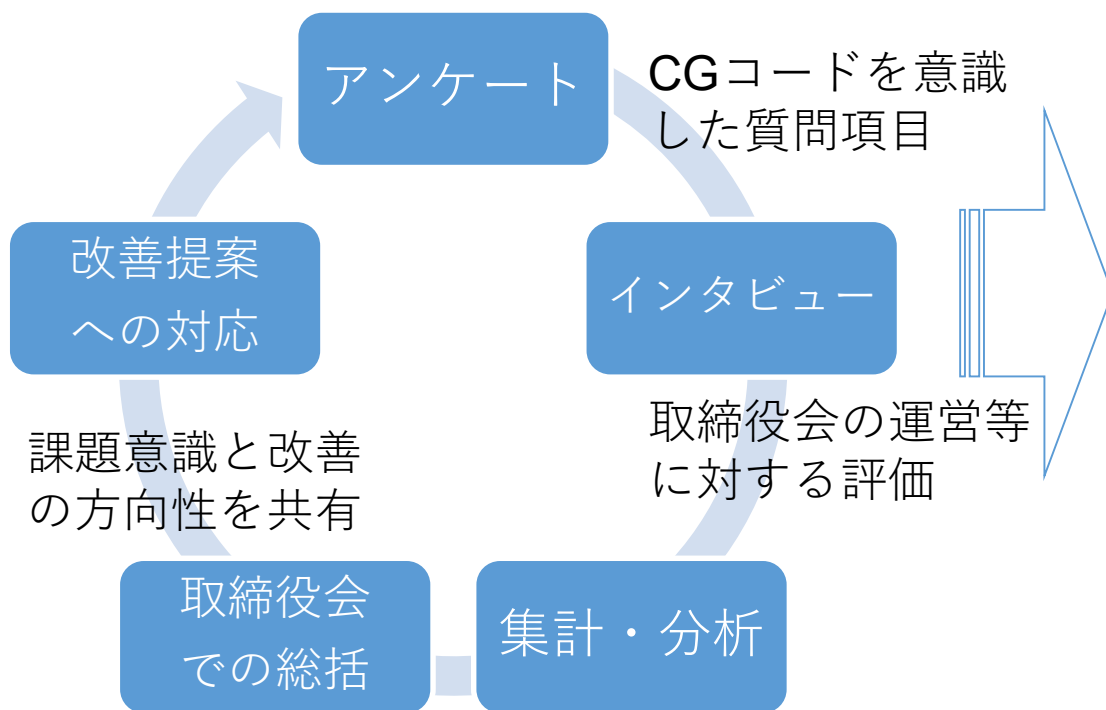 アンケート
CGコードを意識
した質問項目
インタビュー
取締役会の運営等
に対する評価
集計・分析
取締役会
での総括
課題意識と改善
の方向性を共有
改善提案
への対応